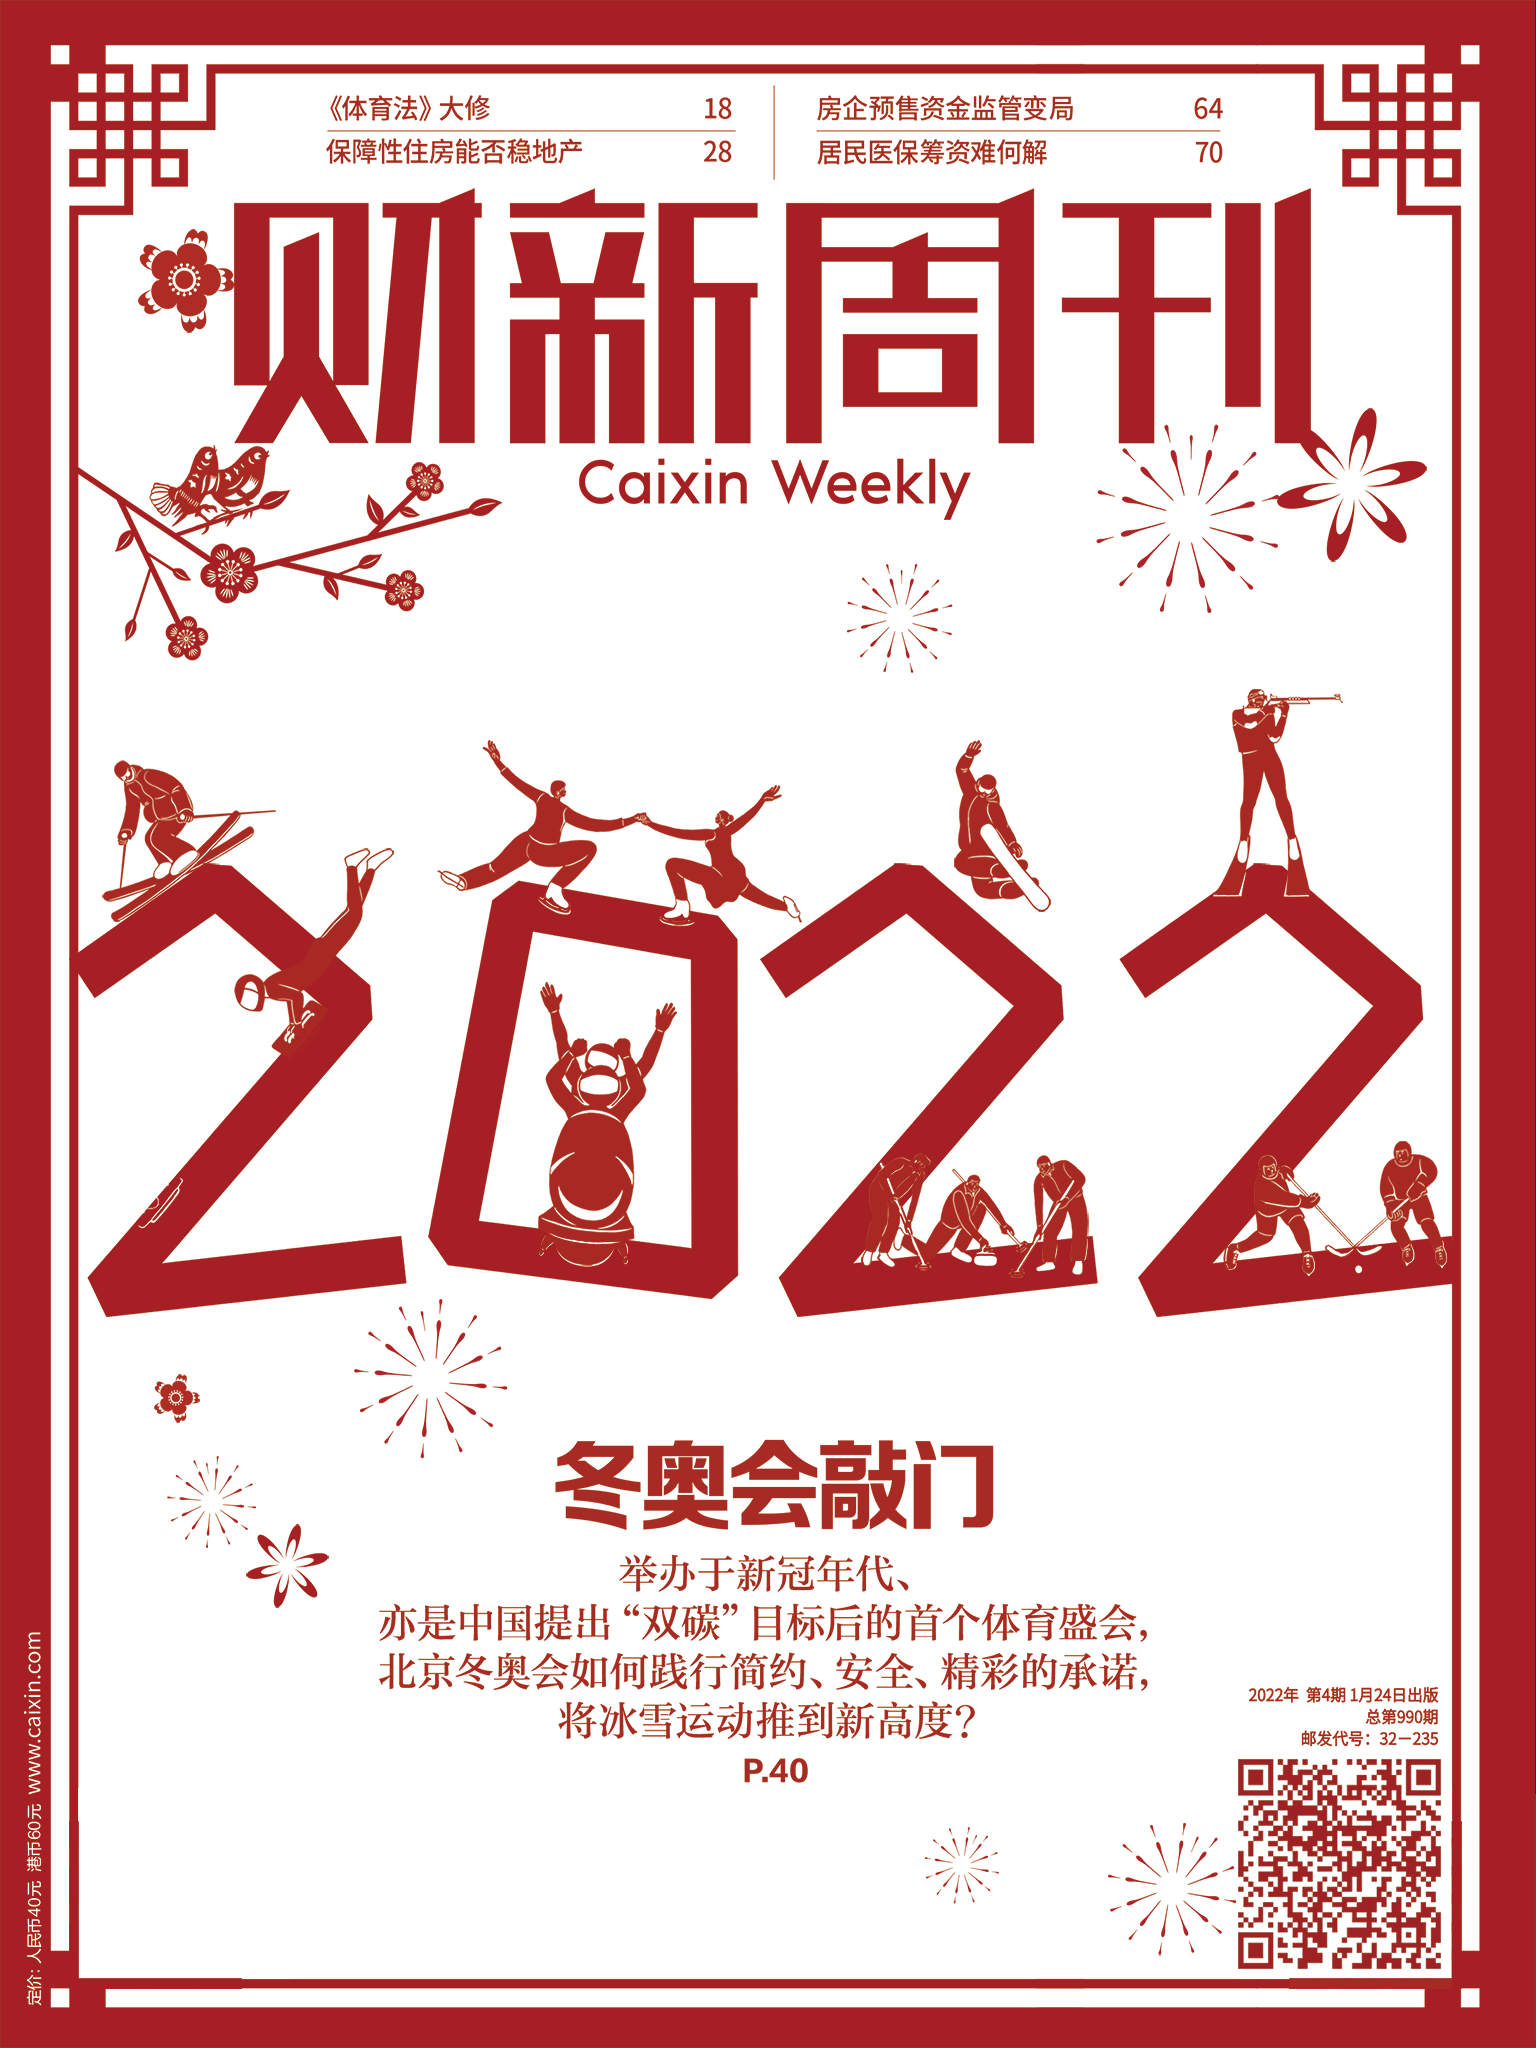 《体育法》大修 18
保障性住房能否稳地产 28
房企预售资金监管变局 64
居民医保筹资难何解 70
财新周刊
Caixin Weekly
2022
冬奥会敲门
举办于新冠年代、
亦是中国提出“双碳”目标后的首个体育盛会，
北京冬奥会如何践行简约、安全、精彩的承诺，
将冰雪运动推到新高度？
P.40
2022年 第4期 1月24日出版
总第990期
邮发代号：32—235
定价：人民币40元 港币60元 www.caixin.com